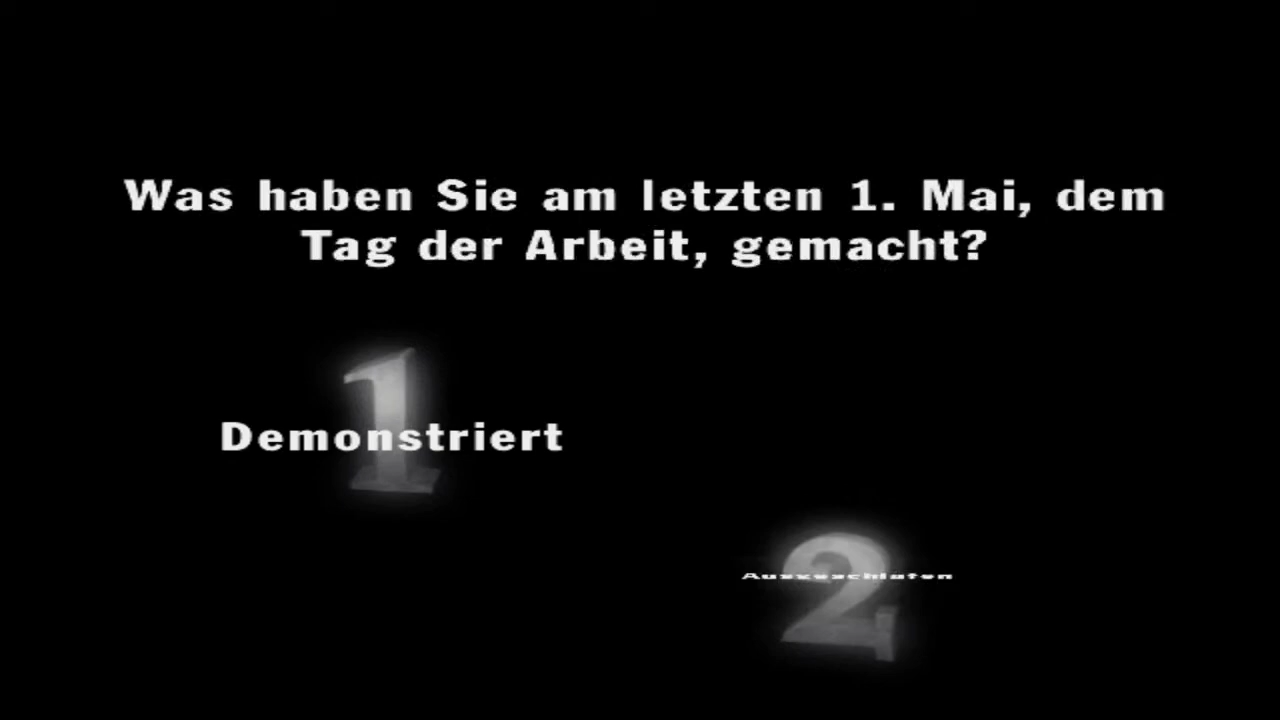 Was haben Sie am letzten 1. Mai, dem
Tag der Arbeit, gemacht?
1
Demonstriert
2
Ausgeschlafen